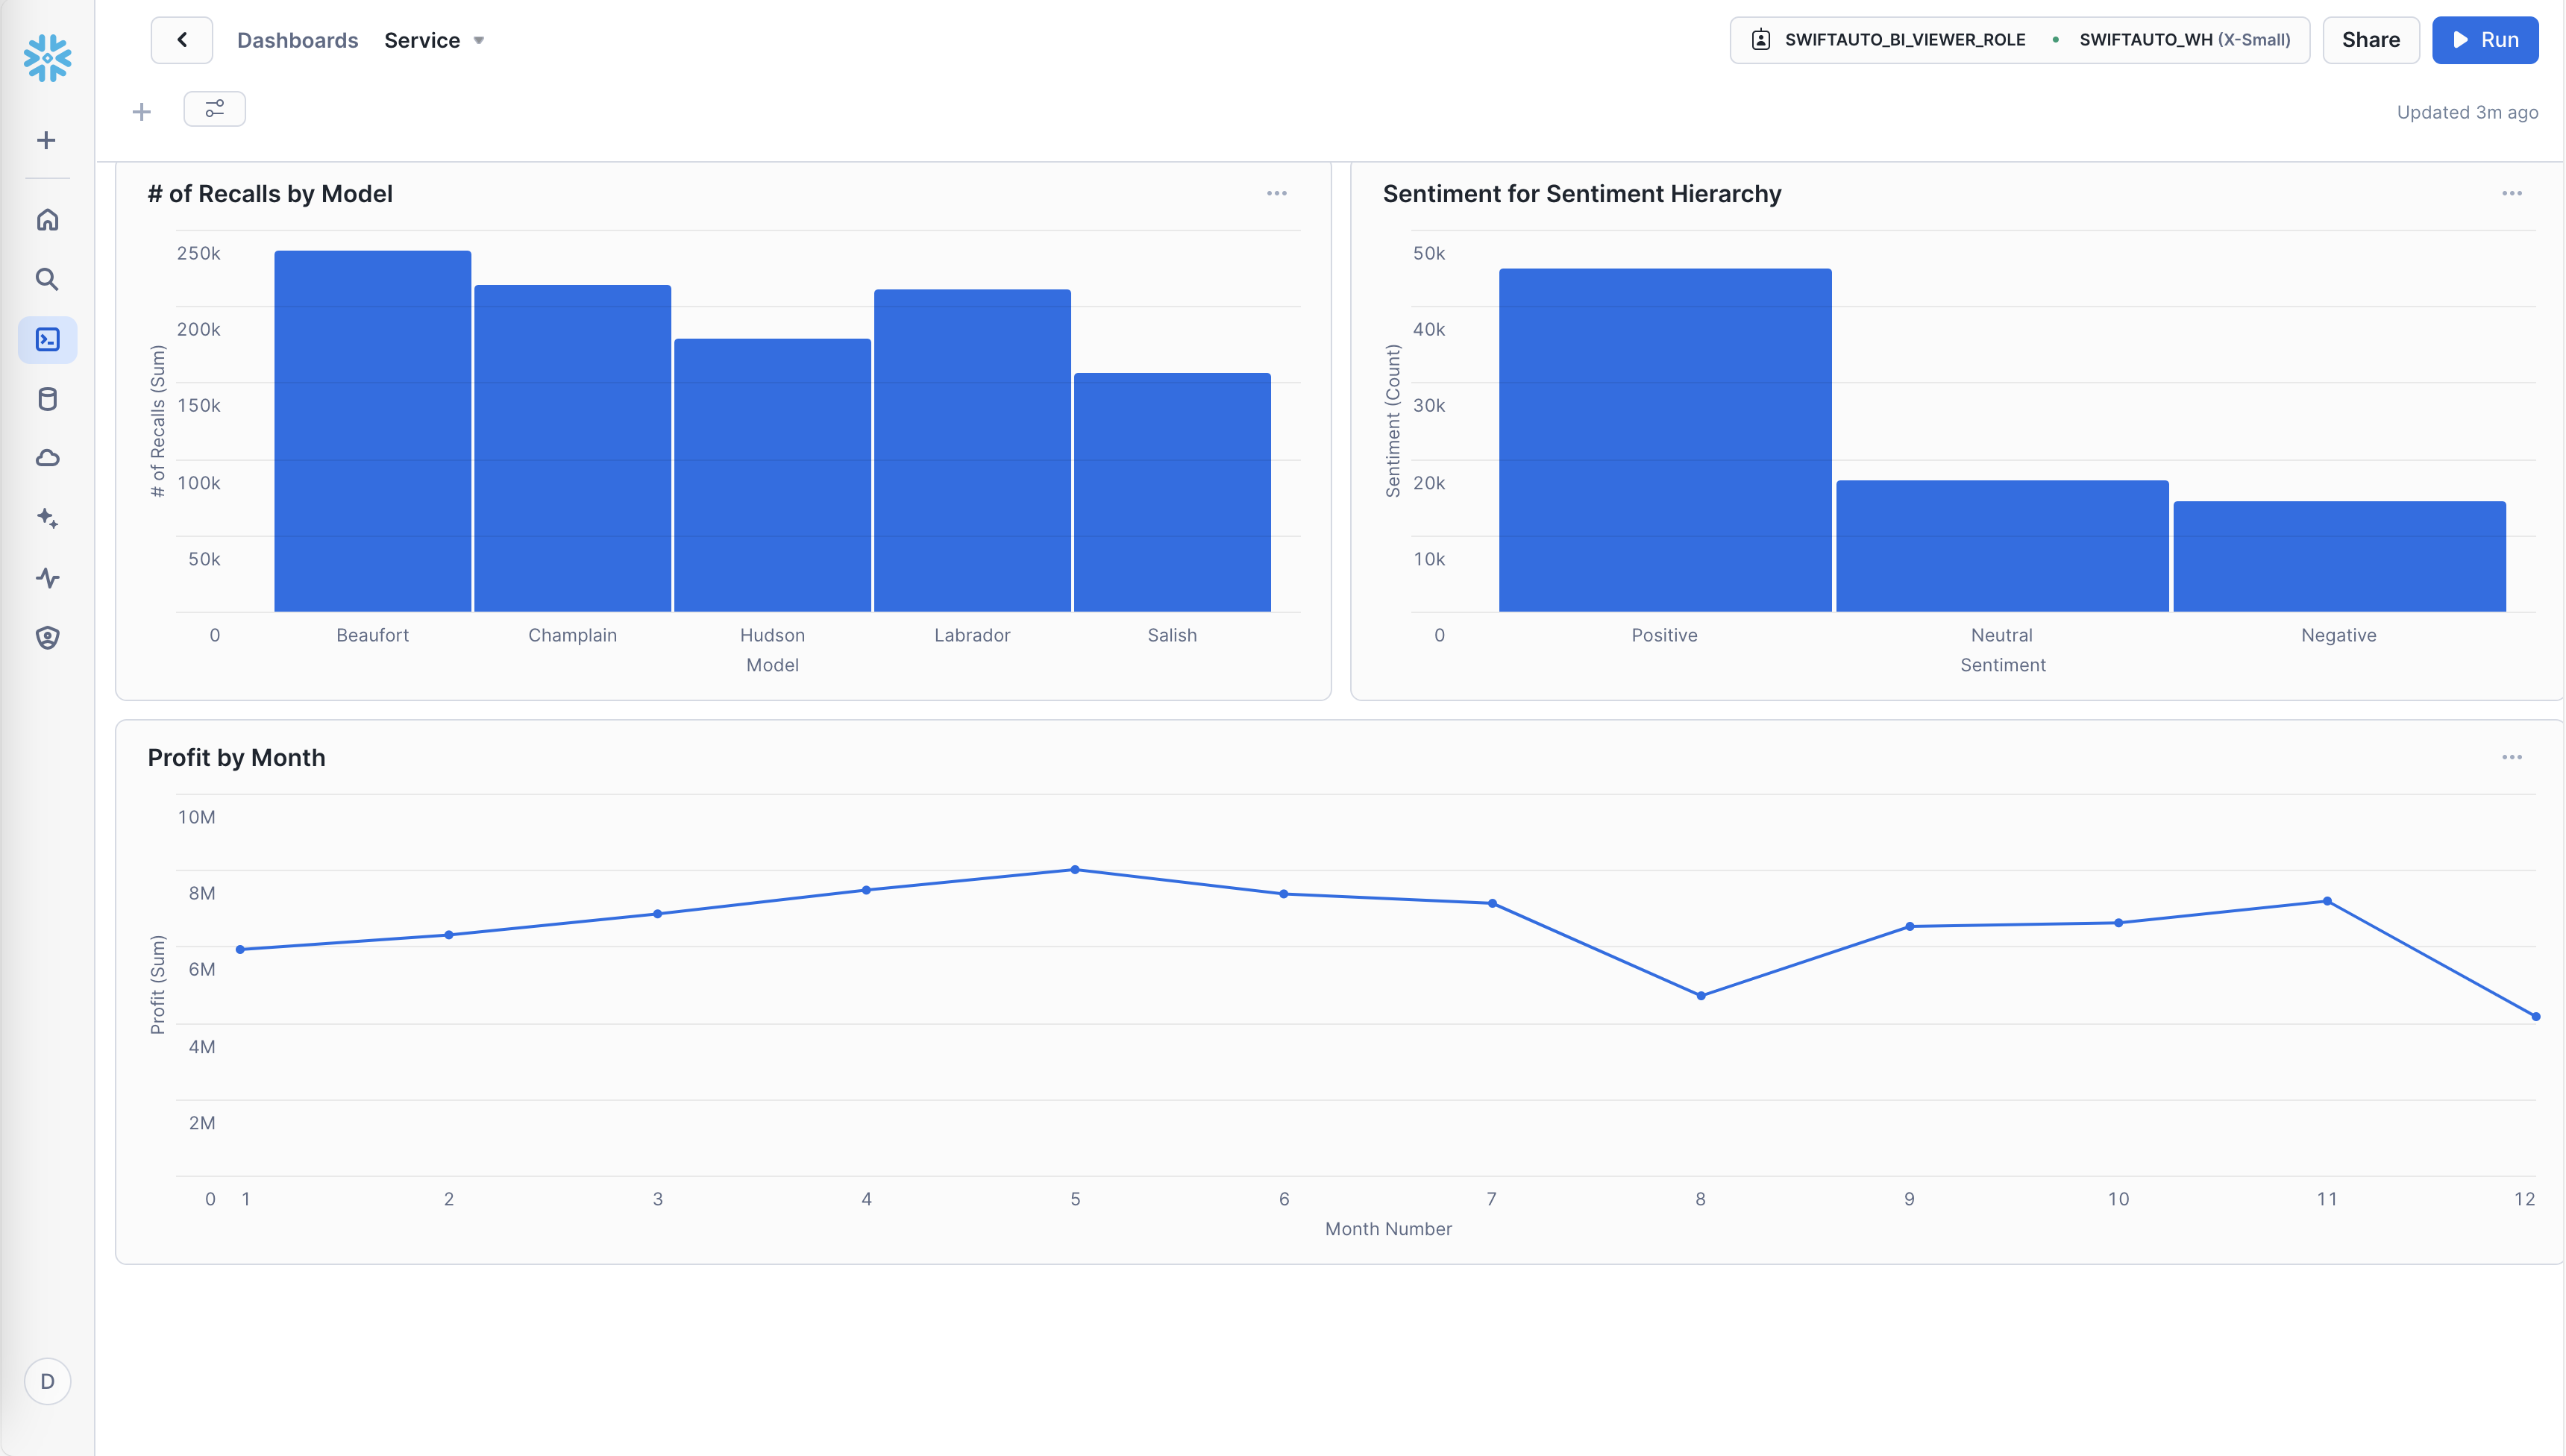 Dashboards Service
SWIFTAUTO_BI_VIEWER_ROLE • SWIFTAUTO_WH (X-Small)
Share
Run
Updated 3m ago
# of Recalls by Model
250k
200k
150k
100k
50k
0
# of Recalls (Sum)
Beaufort Champlain Hudson Labrador Salish
Model
Sentiment for Sentiment Hierarchy
50k
40k
30k
20k
10k
0
Sentiment (Count)
Positive Neutral Negative
Sentiment
Profit by Month
10M
8M
6M
4M
2M
0
Profit (Sum)
1 2 3 4 5 6 7 8 9 10 11 12
Month Number
D